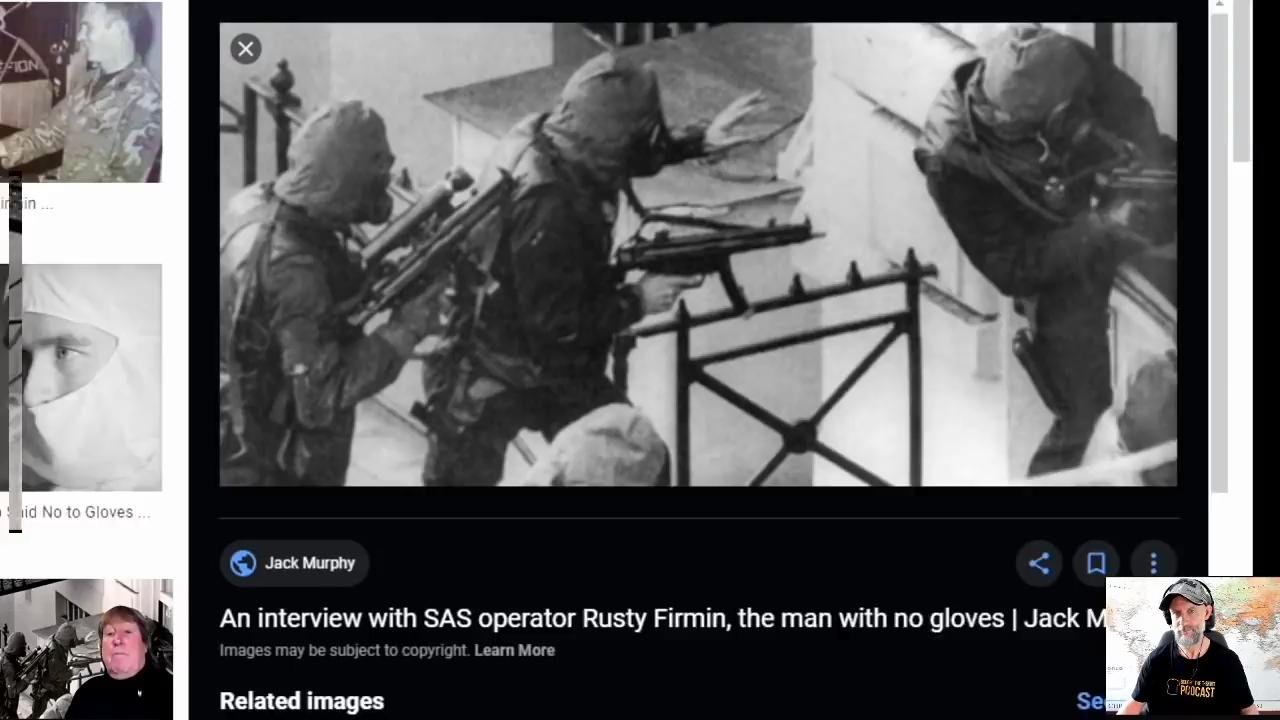 ... 
Said No to Gloves ...
Jack Murphy
An interview with SAS operator Rusty Firmin, the man with no gloves | Jack M
Images may be subject to copyright. Learn More
Related images
PODCAST